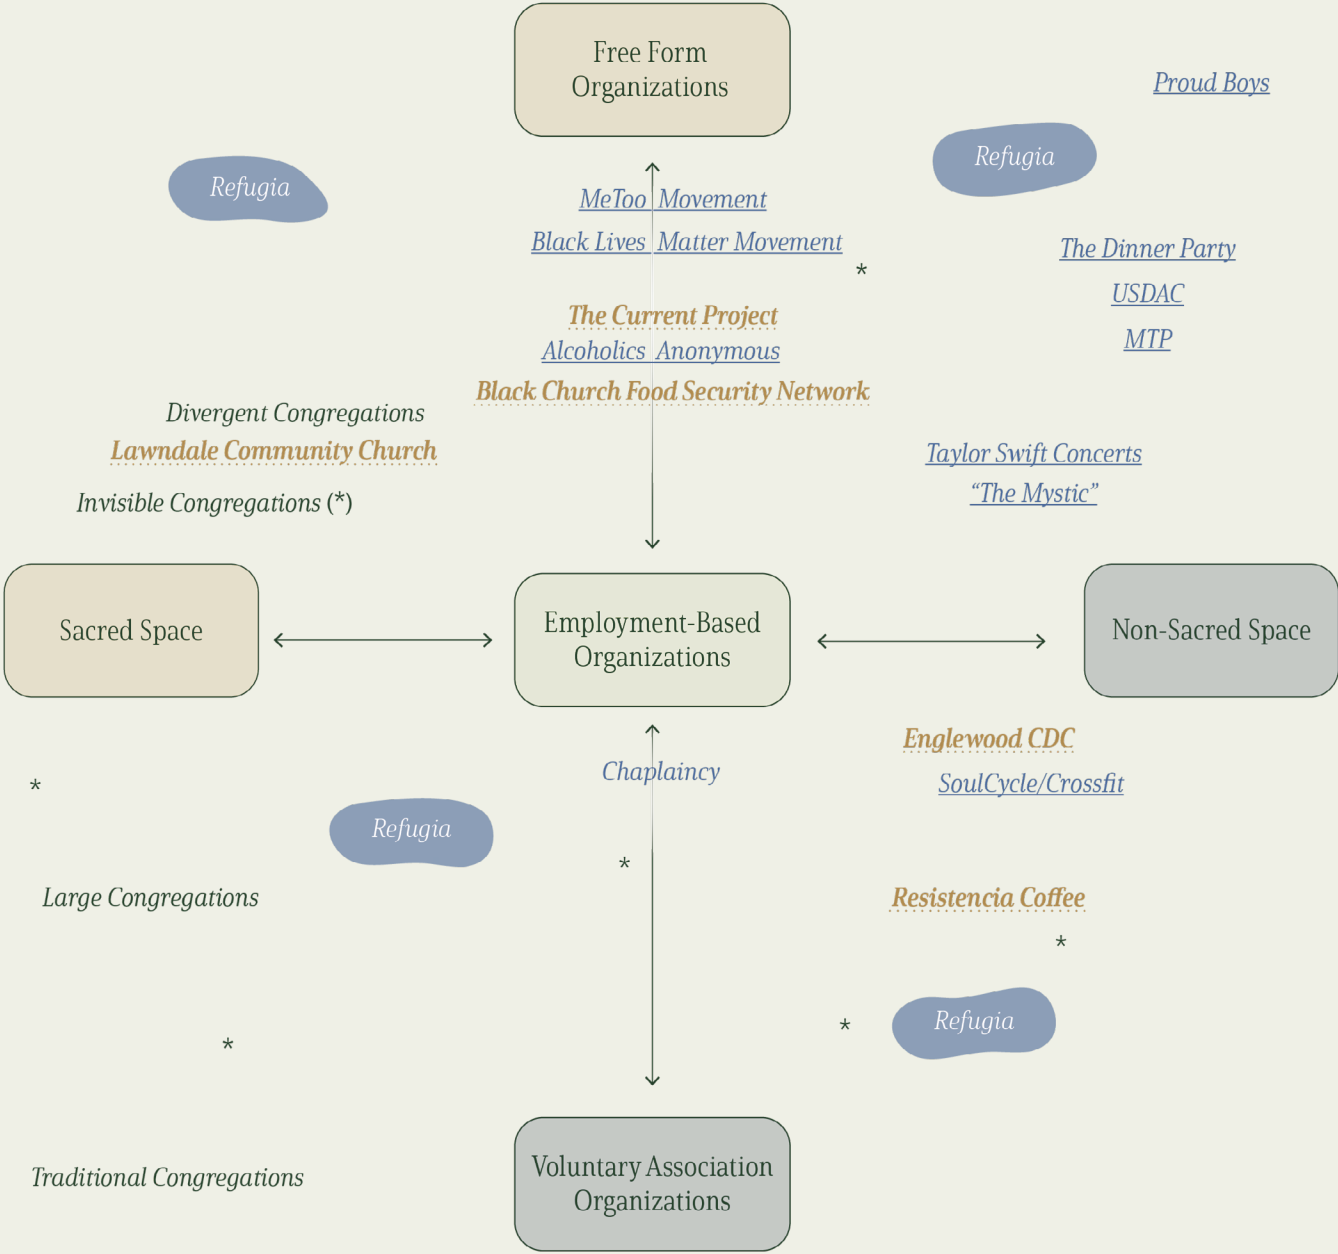 Free Form
Organizations
Proud Boys
Refugia
Refugia
MeToo Movement
Black Lives Matter Movement
*
The Dinner Party
USDAC
MTP
The Current Project
Alcoholics Anonymous
Black Church Food Security Network
Divergent Congregations
Lawndale Community Church
Invisible Congregations (*)
Taylor Swift Concerts
“The Mystic”
Sacred Space
Employment-Based
Organizations
Non-Sacred Space
Englewood CDC
SoulCycle/Crossfit
Chaplaincy
*
Refugia
*
Large Congregations
Resistencia Coffee
*
*
Refugia
*
Voluntary Association
Organizations
Traditional Congregations